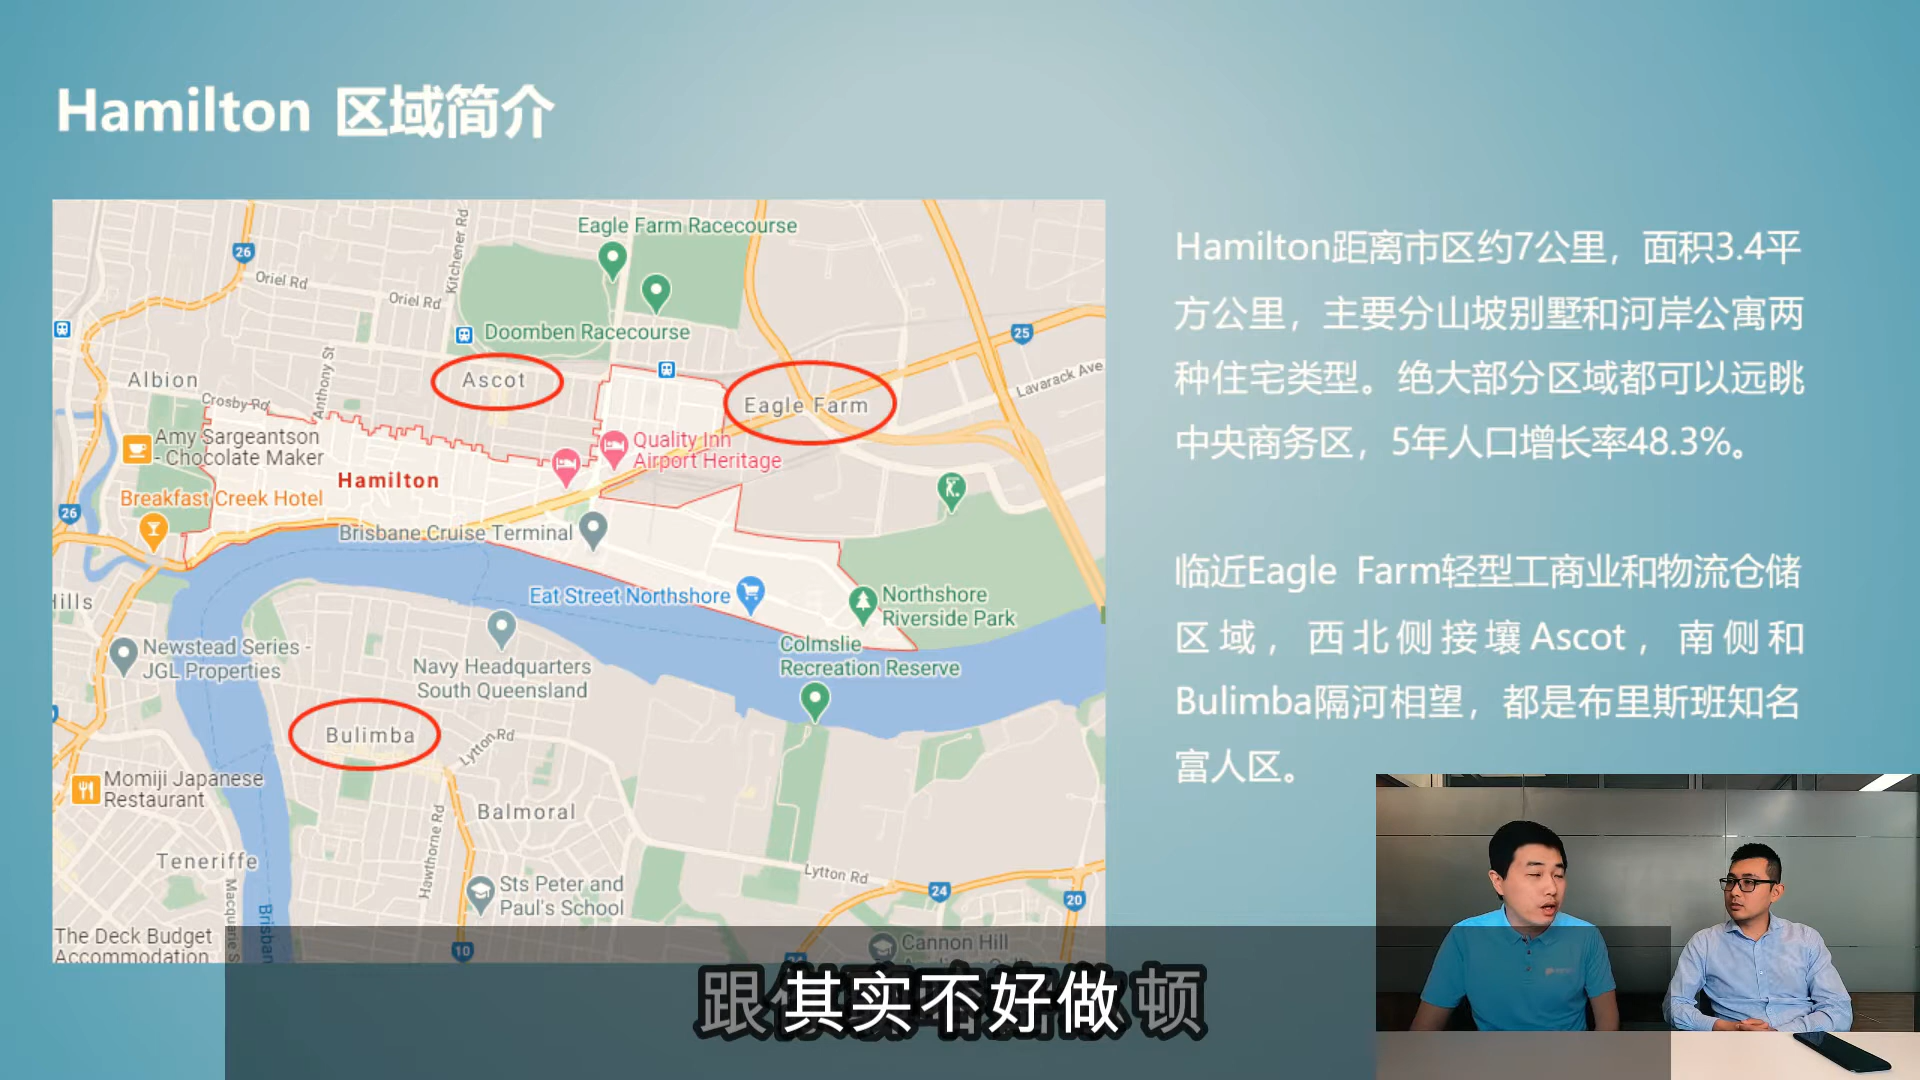 Hamilton 区域简介
Eagle Farm Racecourse
26
Kitchener Rd
Oriel Rd
Oriel Rd
Doomben Racecourse
25
Albion
Anthony St
Ascot
Eagle Farm
Lavarack Ave
Crosby Rd
Amy Sargeantson
- Chocolate Maker
Quality Inn
Airport Heritage
Hamilton
Breakfast Creek Hotel
26
Brisbane Cruise Terminal
Eat Street Northshore
Northshore
Riverside Park
Newstead Series -
JGL Properties
Navy Headquarters
South Queensland
Colmslie
Recreation Reserve
Bulimba
Lytton Rd
Momiji Japanese
Restaurant
Balmoral
Hawthorne Rd
Teneriffe
Lytton Rd
24
20
Sts Peter and
Paul's School
The Deck Budget
Accommodation
10
Cannon Hill
Hamilton距离市区约7公里，面积3.4平
方公里，主要分山坡别墅和河岸公寓两
种住宅类型。绝大部分区域都可以远眺
中央商务区，5年人口增长率48.3%。
临近Eagle Farm轻型工商业和物流仓储
区域，西北侧接壤Ascot，南侧和
Bulimba隔河相望，都是布里斯班知名
富人区。
其实不好做